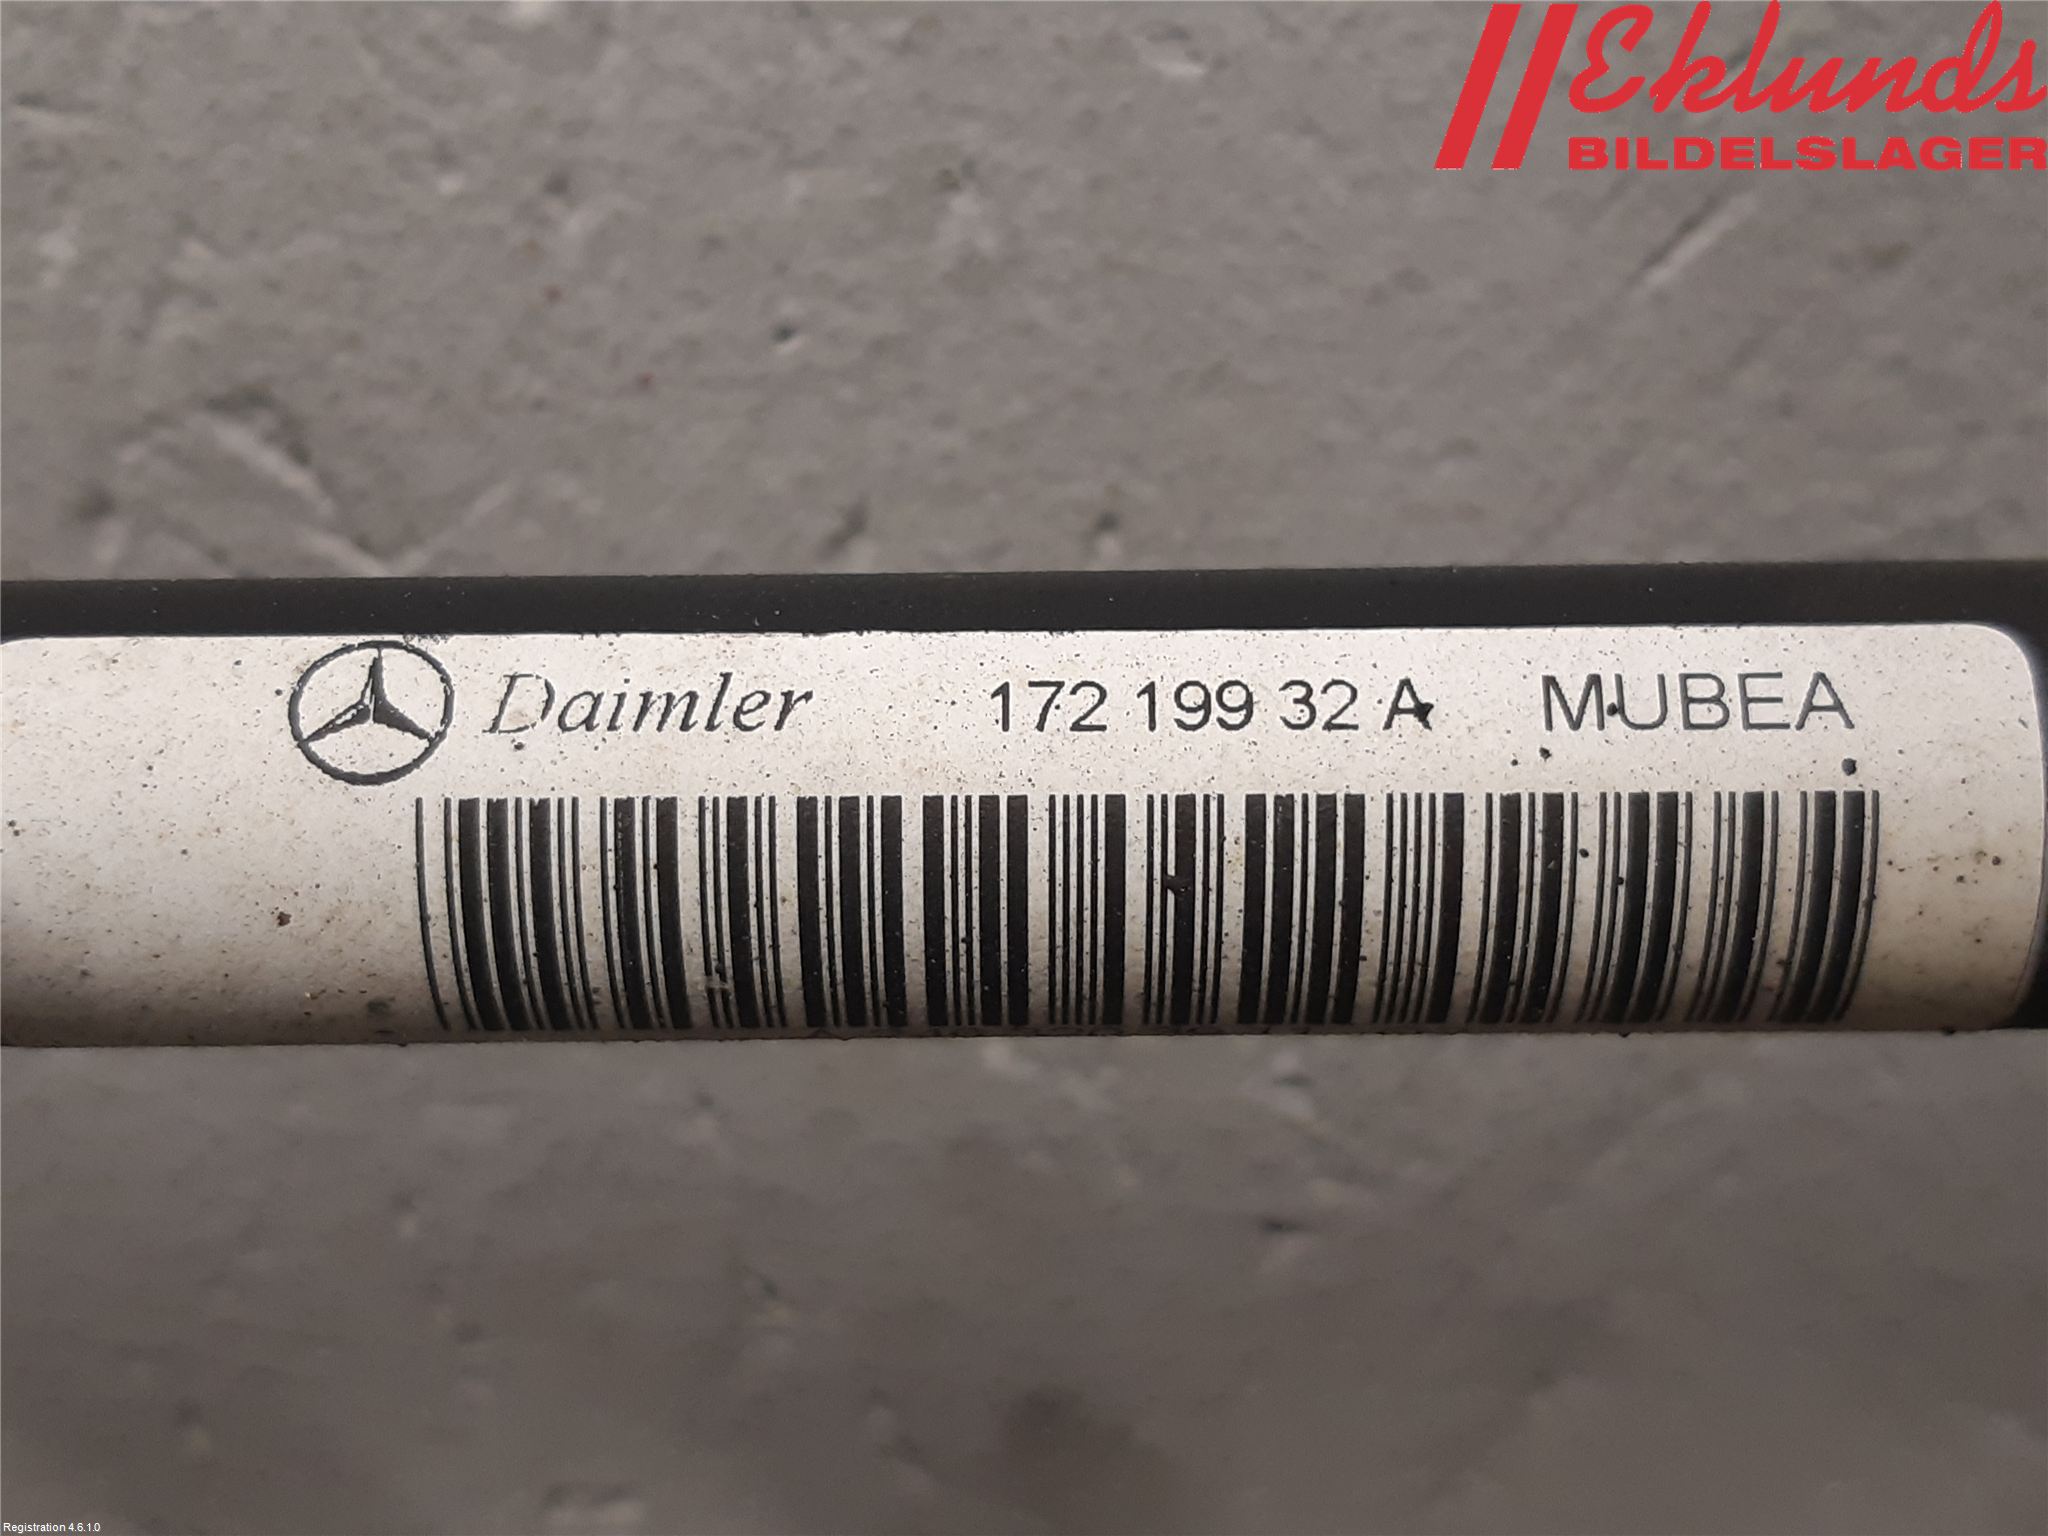 Eklunds
BILDELSLAGER
Daimler 172 199 32 A MUBEA
Registration 4.6.1.0